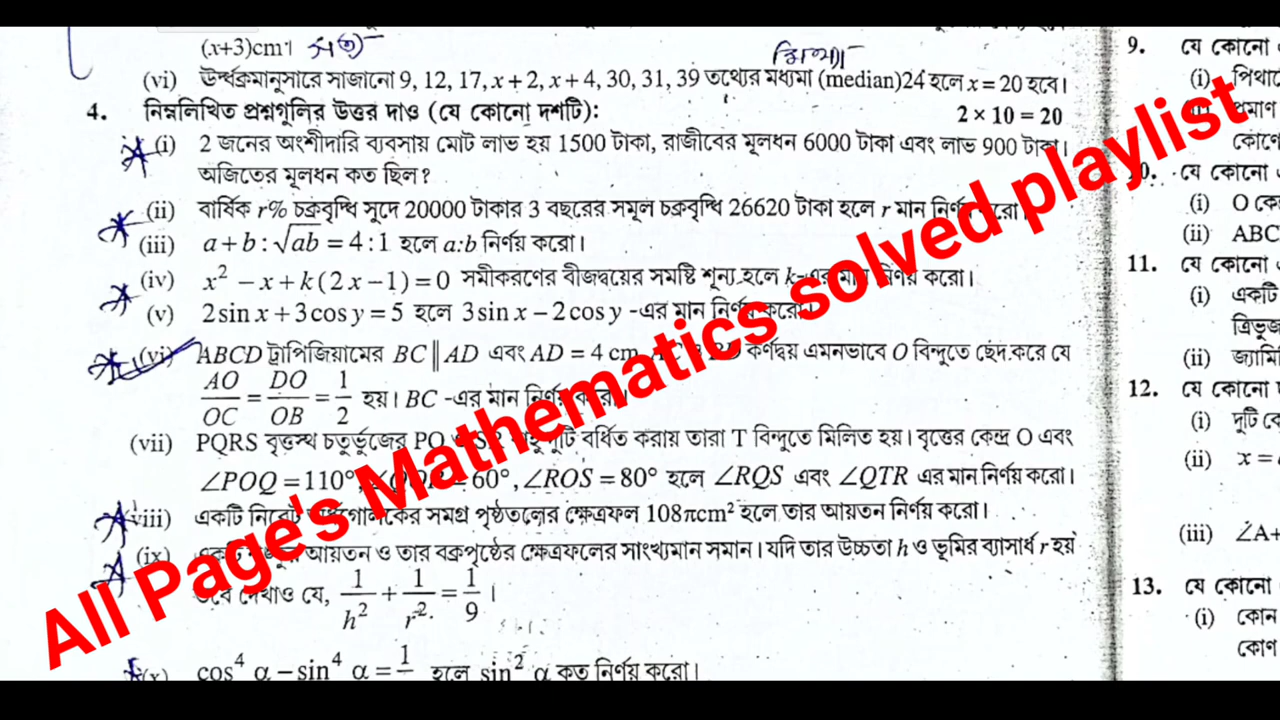 (x+3)cm। সত্য
মিথ্যা
(vi) ঊর্ধ্বক্রমানুসারে সাজানো 9, 12, 17, x + 2, x + 4, 30, 31, 39 তথ্যের মধ্যমা (median)24 হলে x = 20 হবে।
4. নিম্নলিখিত প্রশ্নগুলির উত্তর দাও (যে কোনো দশটি): 2 × 10 = 20
(i) 2 জনের অংশীদারি ব্যবসায় মোট লাভ হয় 1500 টাকা, রাজীবের মূলধন 6000 টাকা এবং লাভ 900 টাকা।
অজিতের মূলধন কত ছিল?
(ii) বার্ষিক r% চক্রবৃদ্ধি সুদে 20000 টাকার 3 বছরের সমূল চক্রবৃদ্ধি 26620 টাকা হলে r মান নির্ণয় করো।
(iii) a + b : √ab = 4 : 1 হলে a:b নির্ণয় করো।
(iv) x² − x + k(2x − 1) = 0 সমীকরণের বীজদ্বয়ের সমষ্টি শূন্য হলে k-এর মান নির্ণয় করো।
(v) 2 sin x + 3 cos y = 5 হলে 3 sin x − 2 cos y -এর মান নির্ণয় করো।
(vi) ABCD ট্রাপিজিয়ামের BC || AD এবং AD = 4 cm কর্ণদ্বয় এমনভাবে O বিন্দুতে ছেদ করে যে
AO/OC = DO/OB = 1/2 হয়। BC -এর মান নির্ণয় করো।
(vii) PQRS বৃত্তস্থ চতুর্ভুজের PQ ও SR বাহু দুটি বর্ধিত করায় তারা T বিন্দুতে মিলিত হয়। বৃত্তের কেন্দ্র O এবং
∠POQ = 110°, 60°, ∠ROS = 80° হলে ∠RQS এবং ∠QTR এর মান নির্ণয় করো।
(viii) একটি নিরেট অর্ধগোলকের সমগ্র পৃষ্ঠতলের ক্ষেত্রফল 108πcm² হলে তার আয়তন নির্ণয় করো।
(ix) আয়তন ও তার বক্রপৃষ্ঠের ক্ষেত্রফলের সাংখ্যমান সমান। যদি তার উচ্চতা h ও ভূমির ব্যাসার্ধ r হয়
তবে দেখাও যে, 1/h² + 1/r² = 1/9 ।
(x) cos⁴ α − sin⁴ α = 1/ হলে sin² α কত নির্ণয় করো।
9. যে কোনো
(i) পিথা
প্রমাণ
কোণে
10. যে কোনো
(i) O কে
(ii) ABC
11. যে কোনো
(i) একটি
ত্রিভুজ
(ii) জ্যামি
12. যে কোনো
(i) দুটি
(ii) x =
(iii) ∠A+
13. যে কোনো
(i) কোন
কোণ
All Page's Mathematics solved playlist